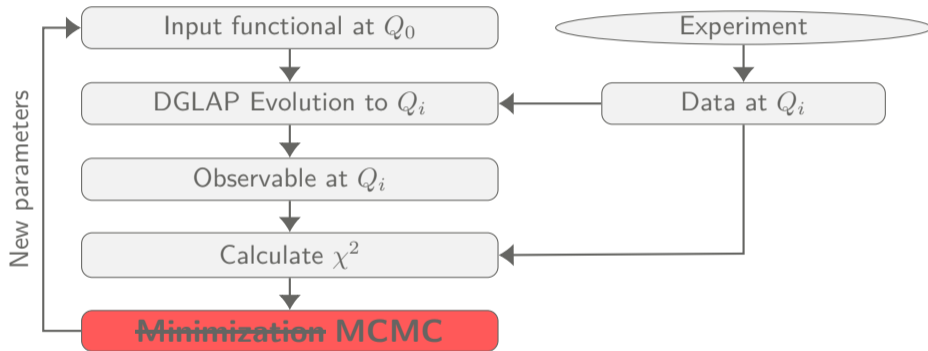 Input functional at Q₀
Experiment
DGLAP Evolution to Qᵢ
Data at Qᵢ
Observable at Qᵢ
Calculate χ²
Minimization MCMC
New parameters